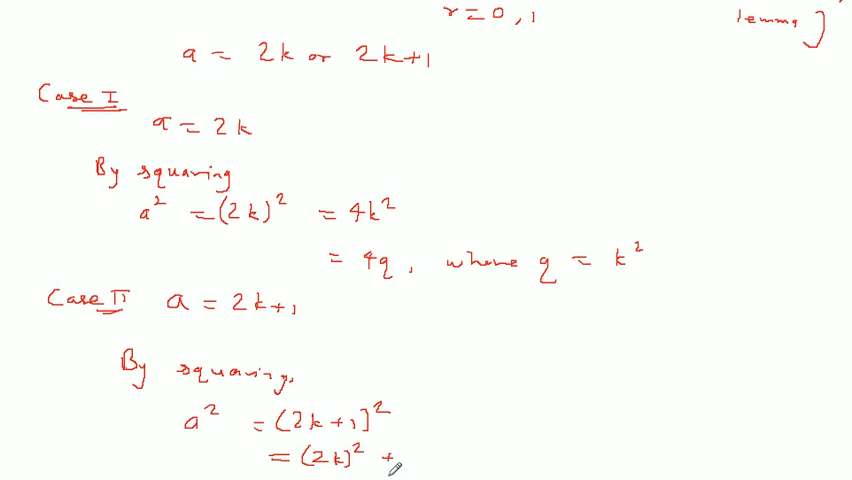 r = 0, 1 lemma]
a = 2k or 2k+1
Case I
a = 2k
By squaring
a² = (2k)² = 4k²
= 4q, where q = k²
Case II a = 2k+1
By squaring,
a² = (2k+1)²
= (2k)² +